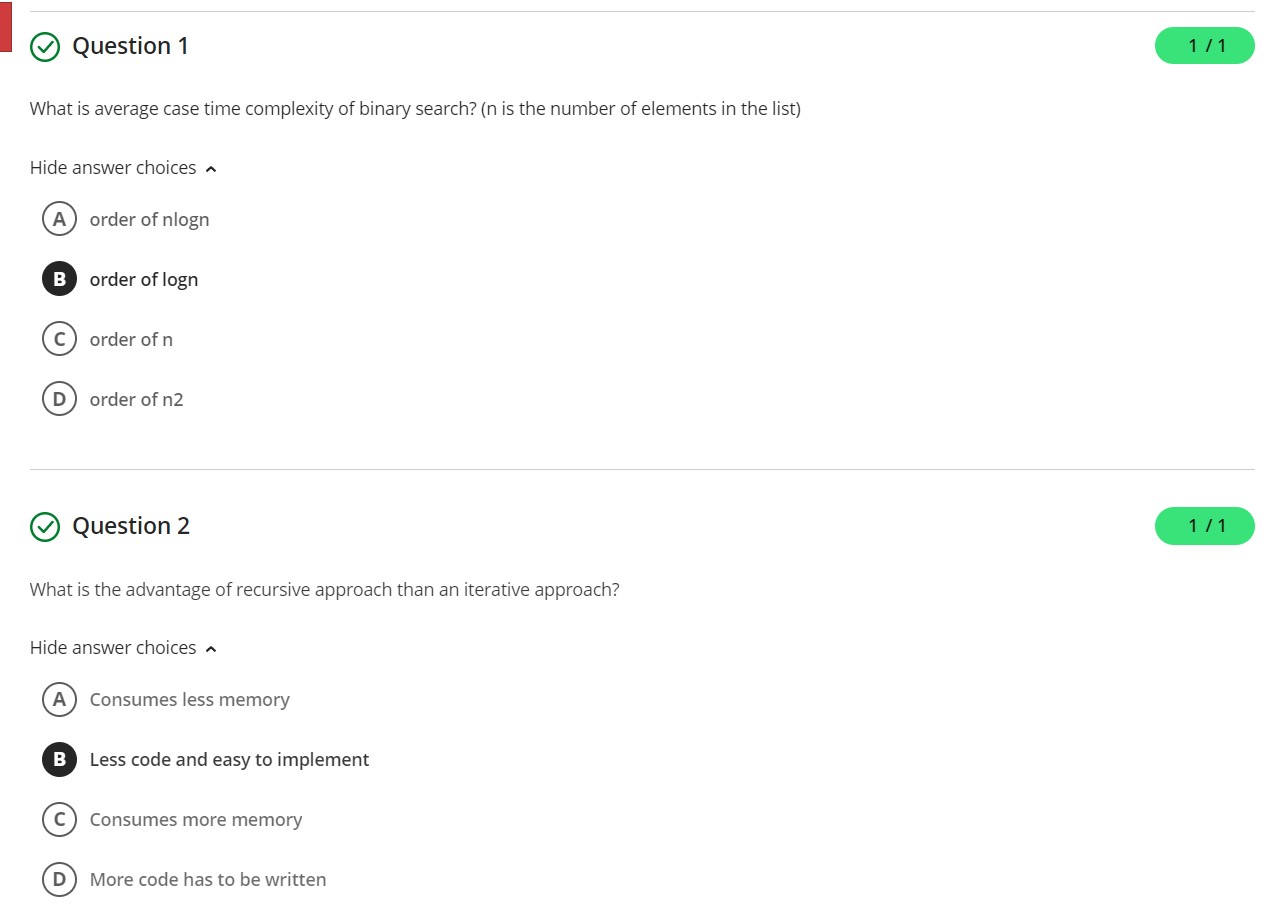 Question 1
1 / 1
What is average case time complexity of binary search? (n is the number of elements in the list)
Hide answer choices
A order of nlogn
B order of logn
C order of n
D order of n2
Question 2
1 / 1
What is the advantage of recursive approach than an iterative approach?
Hide answer choices
A Consumes less memory
B Less code and easy to implement
C Consumes more memory
D More code has to be written